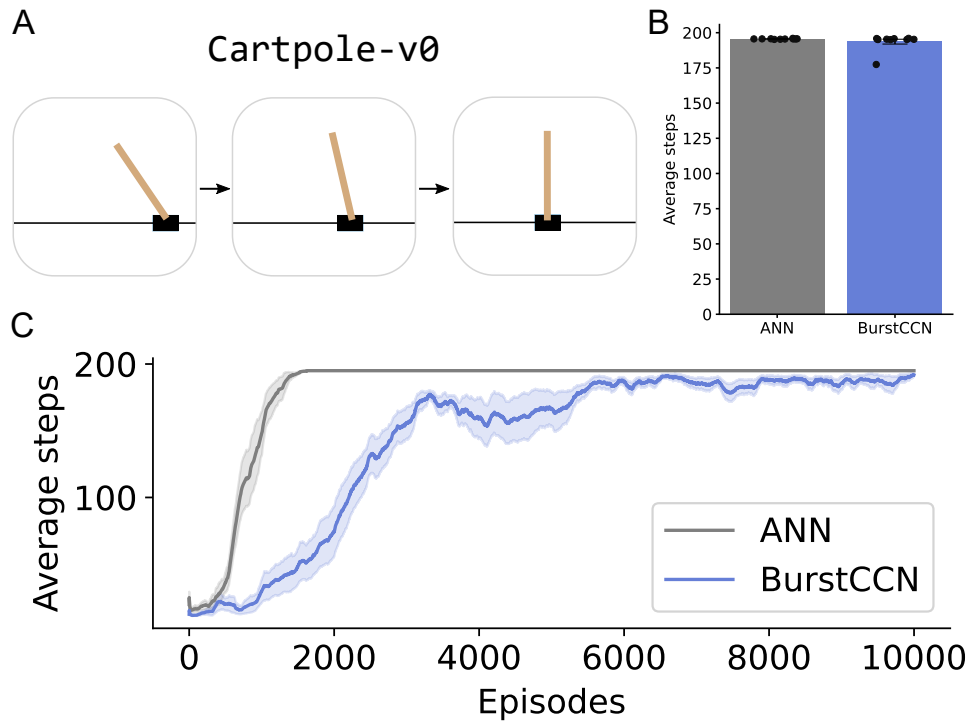 A
Cartpole-v0
B
200
175
150
125
100
75
50
25
0
Average steps
ANN
BurstCCN
C
200
100
Average steps
ANN
BurstCCN
0
2000
4000
6000
8000
10000
Episodes